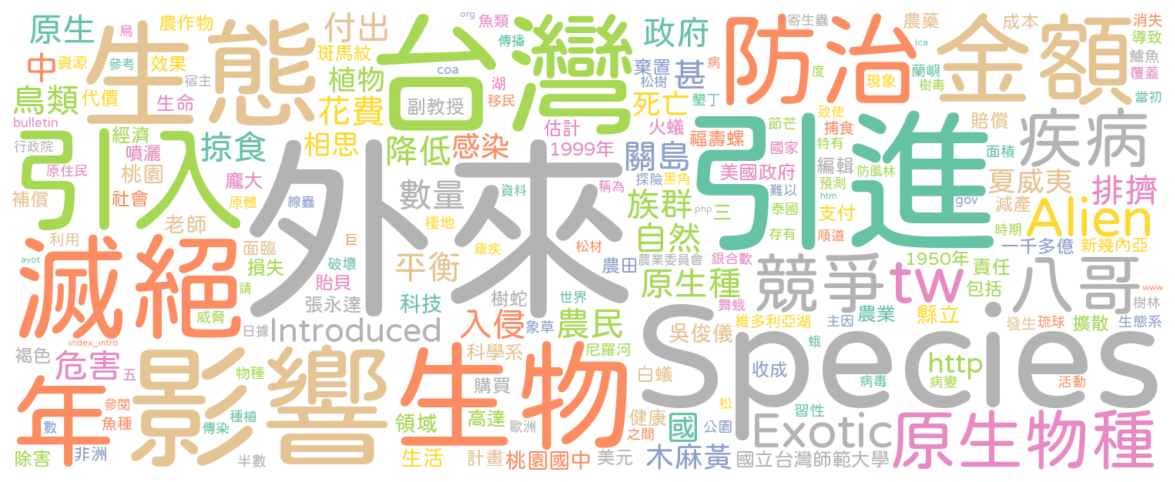 原生
生態
農作物
付出
台灣
魚類
寄生蟲
農藥
成本
消失
org
鳥
傳播
政府
防治
金額
ica
導致
中
資源
參考
效果
斑馬紋
coa
湖
棄置
甚
病
度
現象
蘭嶼
鱸魚
鳥類
代價
宿主
生命
植物
副教授
松樹
移民
死亡
墾丁
樹毒
覆蓋
當初
bulletin
引入
經濟
花費
估計
火蟻
福壽螺
致使
節芒
捕食
賠償
疾病
行政院
噴灑
掠食
相思
降低
感染
1999年
關島
國家
特有
引進
面積
原住民
桃園
龐大
外來
探險
黑角
美國政府
編輯
防風林
夏威夷
排擠
補償
社會
原體
線蟲
數量
資料
稱為
難以
預測
htm
減產
gov
老師
棲地
族群
php
三
泰國
支付
Alien
時期
滅絕
利用
面臨
巨
瘧疾
松材
自然
存有
順道
一千多億
新幾內亞
avot
損失
破壞
平衡
農田
農業委員會
銀合歡
競爭
tw
1950年
責任
八哥
威脅
請
貽貝
原生種
包括
www
張永達
科技
樹蛇
世界
舞蛾
Species
農業
縣立
樹林
日據
Introduced
入侵
象草
農民
吳俊儀
維多利亞湖
主因
發生
琉球
擴散
生態系
index_intro
褐色
危害
影響
生物
科學系
尼羅河
蛾
http
年
五
物種
購買
白蟻
收成
病毒
病變
活動
參閱
種植
領域
高達
歐洲
健康
松
習性
魚種
數
傳染
之間
國
公園
Exotic
原生物種
除害
非洲
半數
生活
計畫
桃園國中
美元
木麻黃
國立台灣師範大學